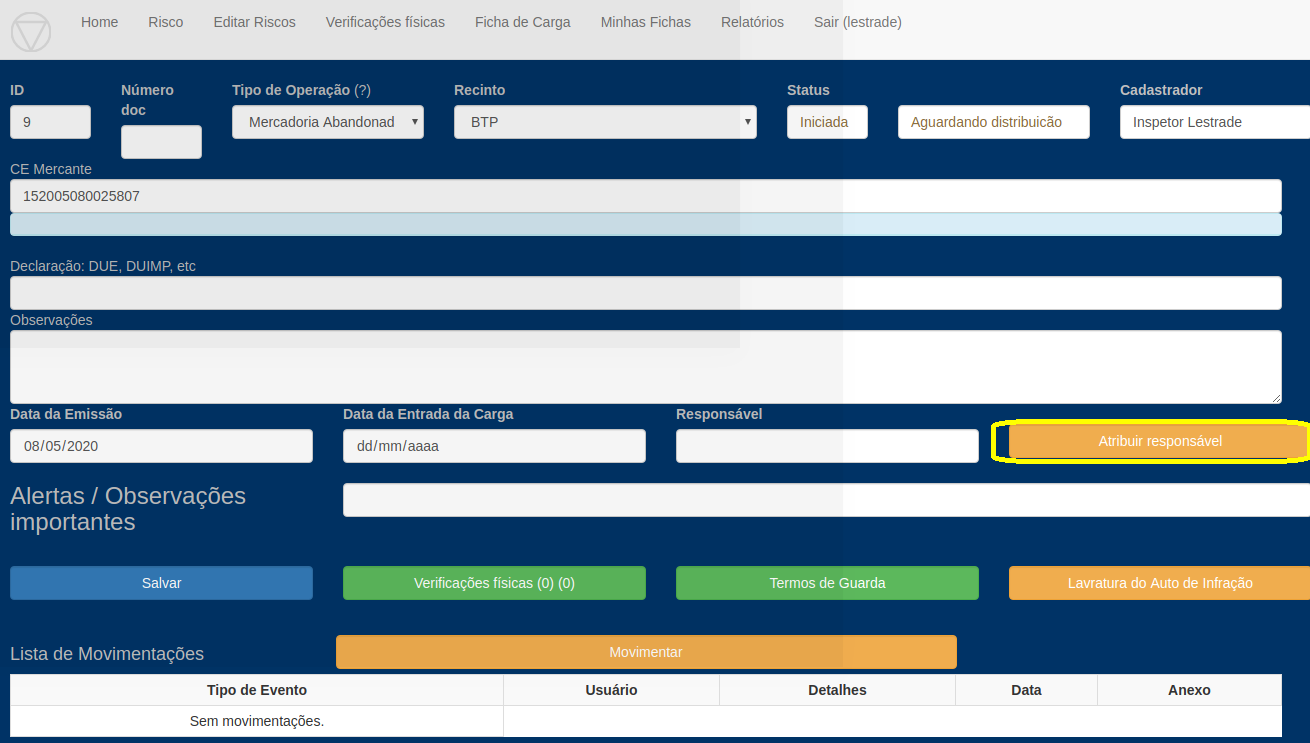 Home Risco Editar Riscos Verificações físicas Ficha de Carga Minhas Fichas Relatórios Sair (lestrade)
ID Número doc Tipo de Operação (?) Recinto Status Cadastrador
9 Mercadoria Abandonad BTP Iniciada Aguardando distribuicão Inspetor Lestrade
CE Mercante
152005080025807
Declaração: DUE, DUIMP, etc
Observações
Data da Emissão Data da Entrada da Carga Responsável
08/05/2020 dd/mm/aaaa Atribuir responsável
Alertas / Observações
importantes
Salvar Verificações físicas (0) (0) Termos de Guarda Lavratura do Auto de Infração
Lista de Movimentações Movimentar
Tipo de Evento Usuário Detalhes Data Anexo
Sem movimentações.